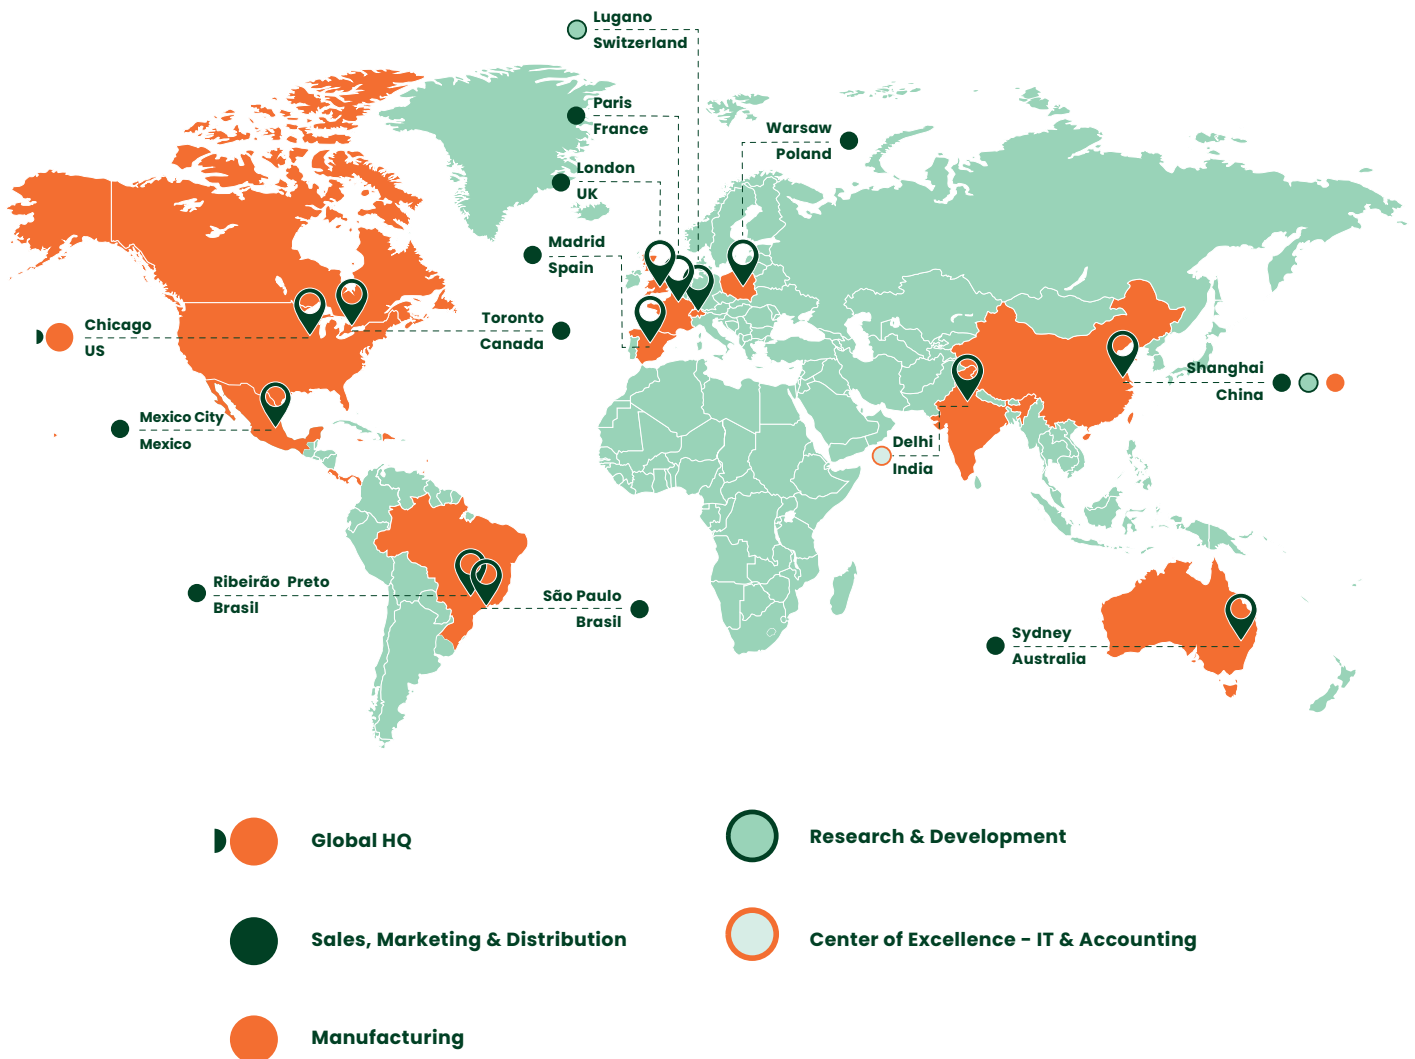 Lugano
Switzerland
Paris
France
Warsaw
Poland
London
UK
Madrid
Spain
Chicago
US
Toronto
Canada
Shanghai
China
Mexico City
Mexico
Delhi
India
Ribeirão Preto
Brasil
São Paulo
Brasil
Sydney
Australia
Global HQ
Research & Development
Sales, Marketing & Distribution
Center of Excellence - IT & Accounting
Manufacturing